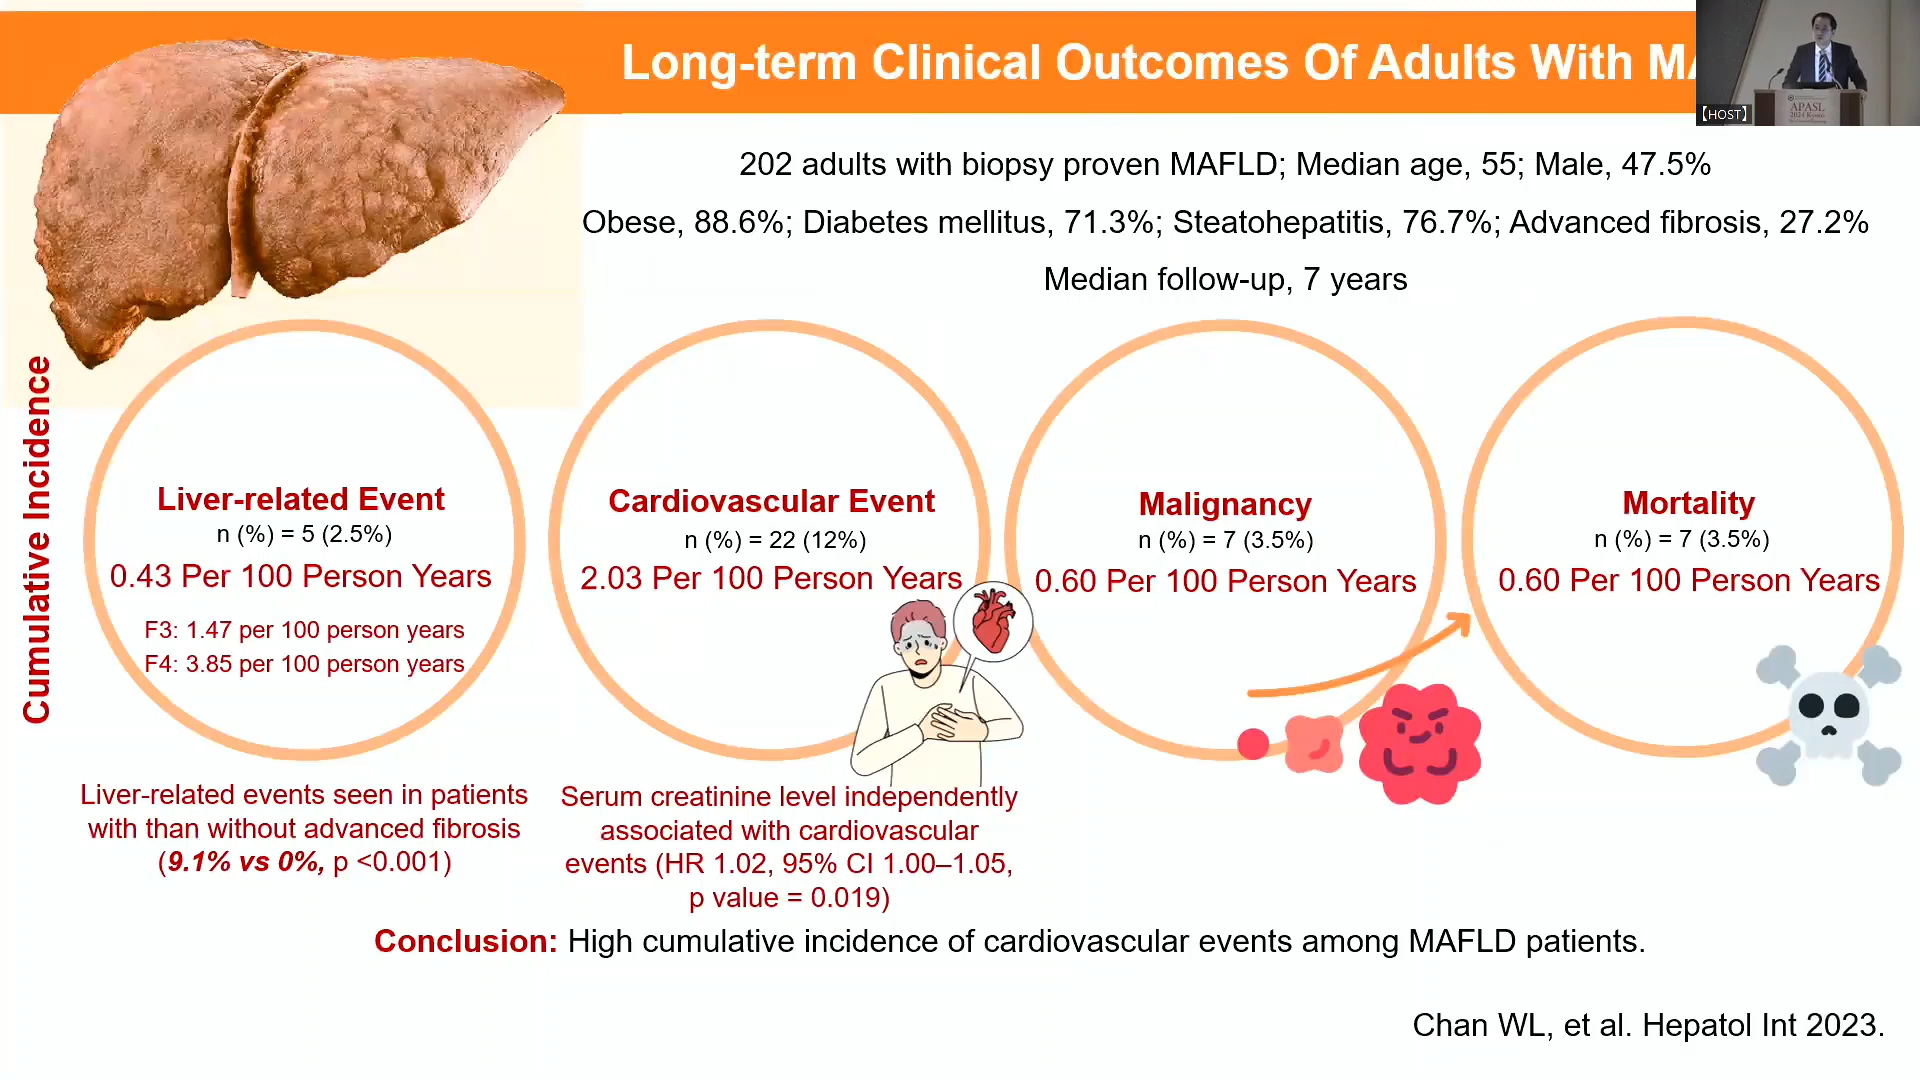 Long-term Clinical Outcomes Of Adults With
【HOST】
APASL
202 adults with biopsy proven MAFLD; Median age, 55; Male, 47.5%
Obese, 88.6%; Diabetes mellitus, 71.3%; Steatohepatitis, 76.7%; Advanced fibrosis, 27.2%
Median follow-up, 7 years
Cumulative Incidence
Liver-related Event
n (%) = 5 (2.5%)
0.43 Per 100 Person Years
F3: 1.47 per 100 person years
F4: 3.85 per 100 person years
Liver-related events seen in patients
with than without advanced fibrosis
(9.1% vs 0%, p <0.001)
Cardiovascular Event
n (%) = 22 (12%)
2.03 Per 100 Person Years
Serum creatinine level independently
associated with cardiovascular
events (HR 1.02, 95% CI 1.00–1.05,
p value = 0.019)
Malignancy
n (%) = 7 (3.5%)
0.60 Per 100 Person Years
Mortality
n (%) = 7 (3.5%)
0.60 Per 100 Person Years
Conclusion: High cumulative incidence of cardiovascular events among MAFLD patients.
Chan WL, et al. Hepatol Int 2023.